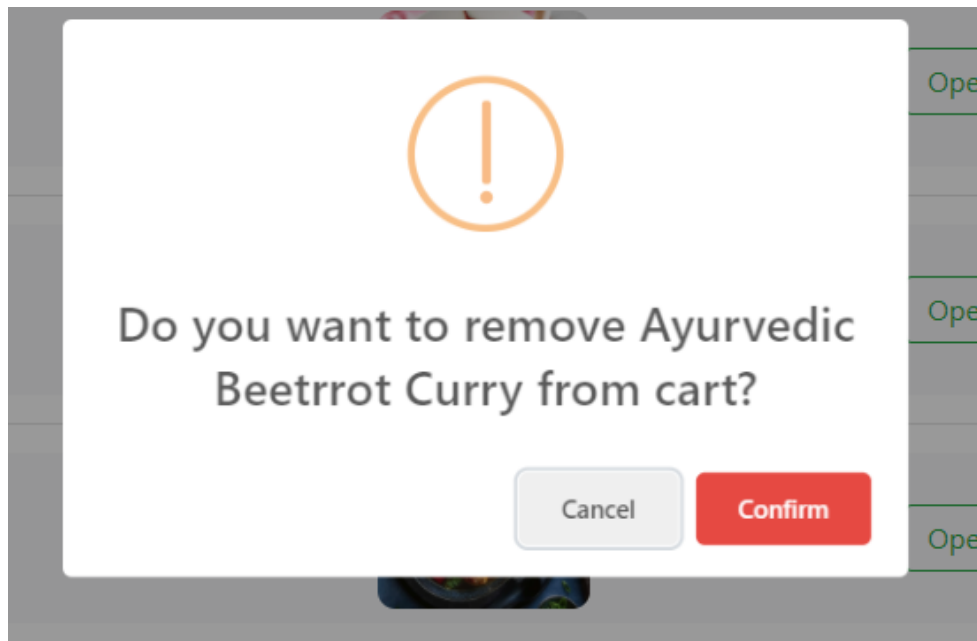 Ope
Do you want to remove Ayurvedic
Ope
Beetrrot Curry from cart?
Cancel
Confirm
Ope